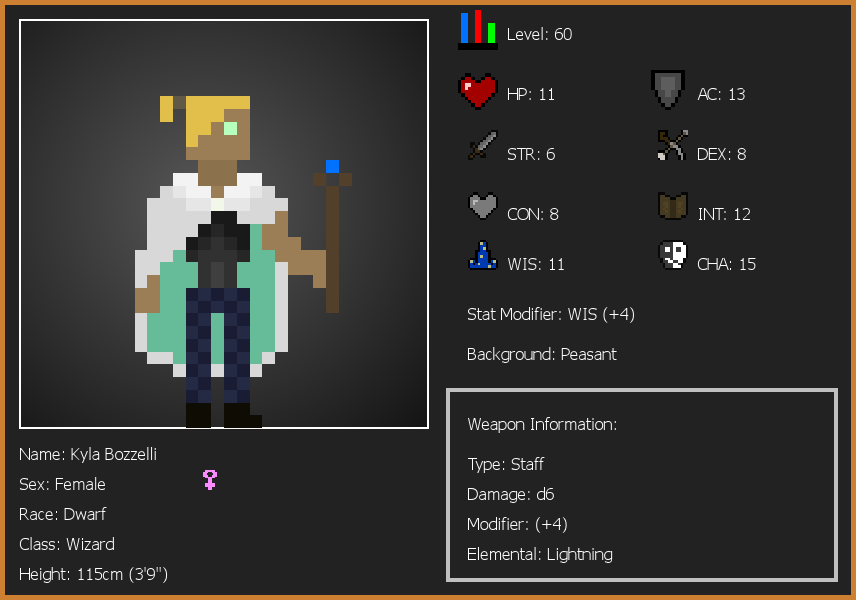 Level: 60
HP: 11
AC: 13
STR: 6
DEX: 8
CON: 8
INT: 12
WIS: 11
CHA: 15
Stat Modifier: WIS (+4)
Background: Peasant
Weapon Information:
Type: Staff
Damage: d6
Modifier: (+4)
Elemental: Lightning
Name: Kyla Bozzelli
Sex: Female
Race: Dwarf
Class: Wizard
Height: 115cm (3'9")